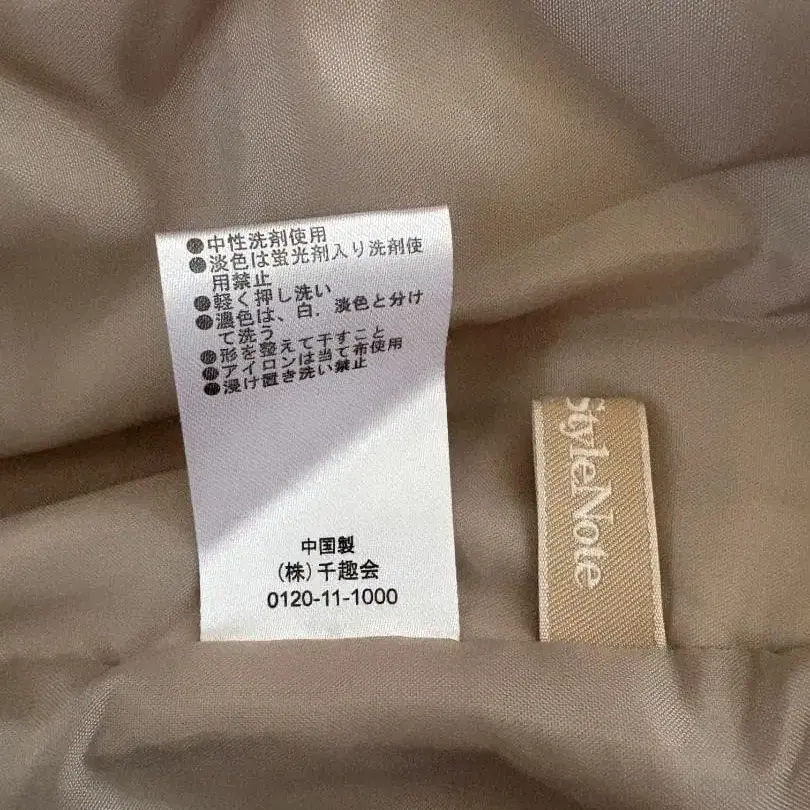 ●中性洗剤使用
●淡色は蛍光剤入り洗剤使
用禁止
●軽く押し洗い
●濃色は、白．淡色と分け
て洗う
●形を整えて干すこと
●アイロンは当て布使用
●浸け置き洗い禁止
中国製
(株)千趣会
0120-11-1000
StyleNote